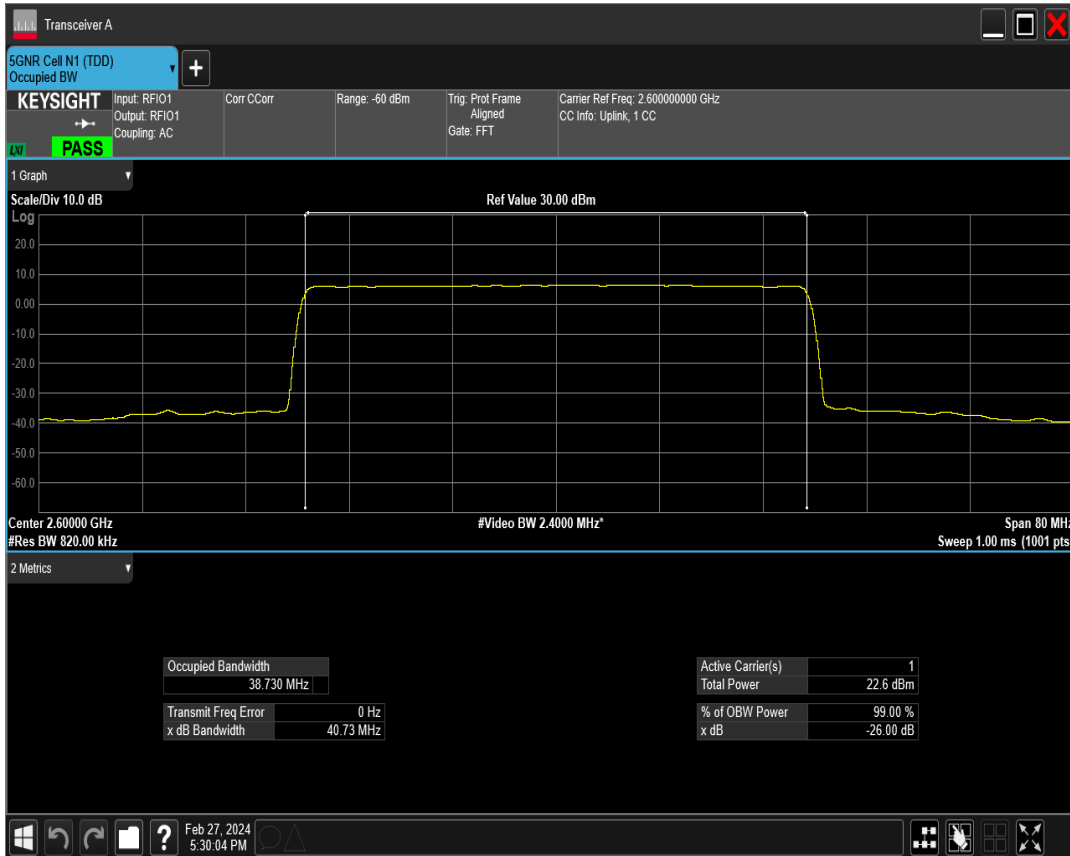 Transceiver A
5GNR Cell N1 (TDD)
Occupied BW
+
KEYSIGHT
LXI
PASS
Input: RFIO1
Output: RFIO1
Coupling: AC
Corr CCorr
Range: -60 dBm
Trig: Prot Frame
Aligned
Gate: FFT
Carrier Ref Freq: 2.600000000 GHz
CC Info: Uplink, 1 CC
1 Graph
Scale/Div 10.0 dB
Ref Value 30.00 dBm
Log
20.0
10.0
0.00
-10.0
-20.0
-30.0
-40.0
-50.0
-60.0
Center 2.60000 GHz
#Video BW 2.4000 MHz*
Span 80 MHz
#Res BW 820.00 kHz
Sweep 1.00 ms (1001 pts
2 Metrics
Occupied Bandwidth
38.730 MHz
Transmit Freq Error 0 Hz
x dB Bandwidth 40.73 MHz
Active Carrier(s) 1
Total Power 22.6 dBm
% of OBW Power 99.00 %
x dB -26.00 dB
?
Feb 27, 2024
5:30:04 PM